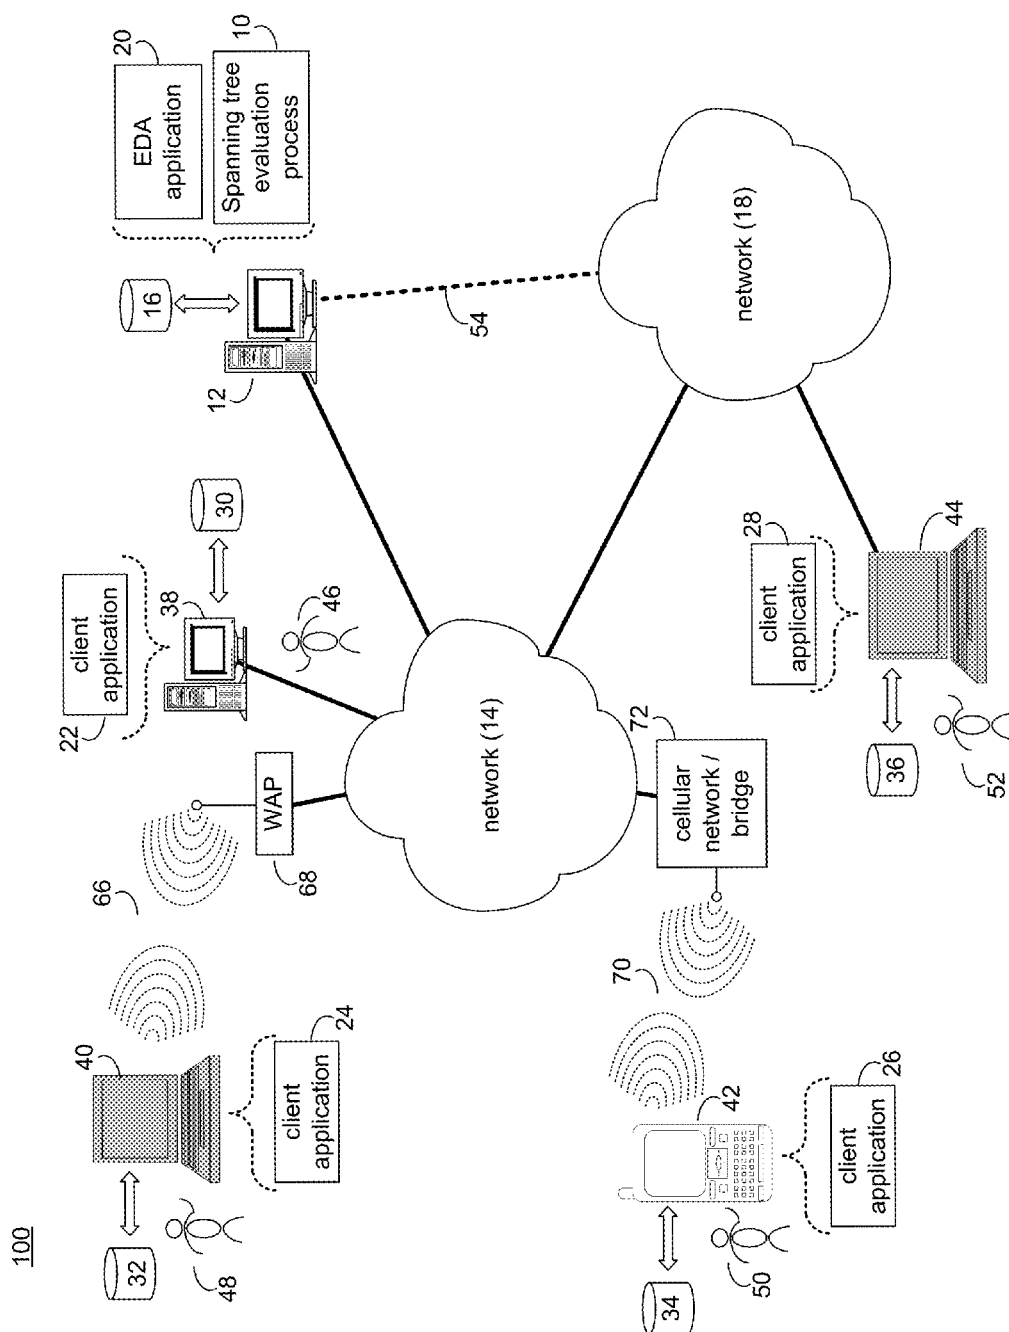 100
32
48
40
client
application
24
66
WAP
68
client
application
22
38
30
46
16
12
EDA
application
20
Spanning tree
evaluation
process
10
54
network (14)
network (18)
34
50
42
client
application
26
70
cellular
network /
bridge
72
36
52
client
application
28
44